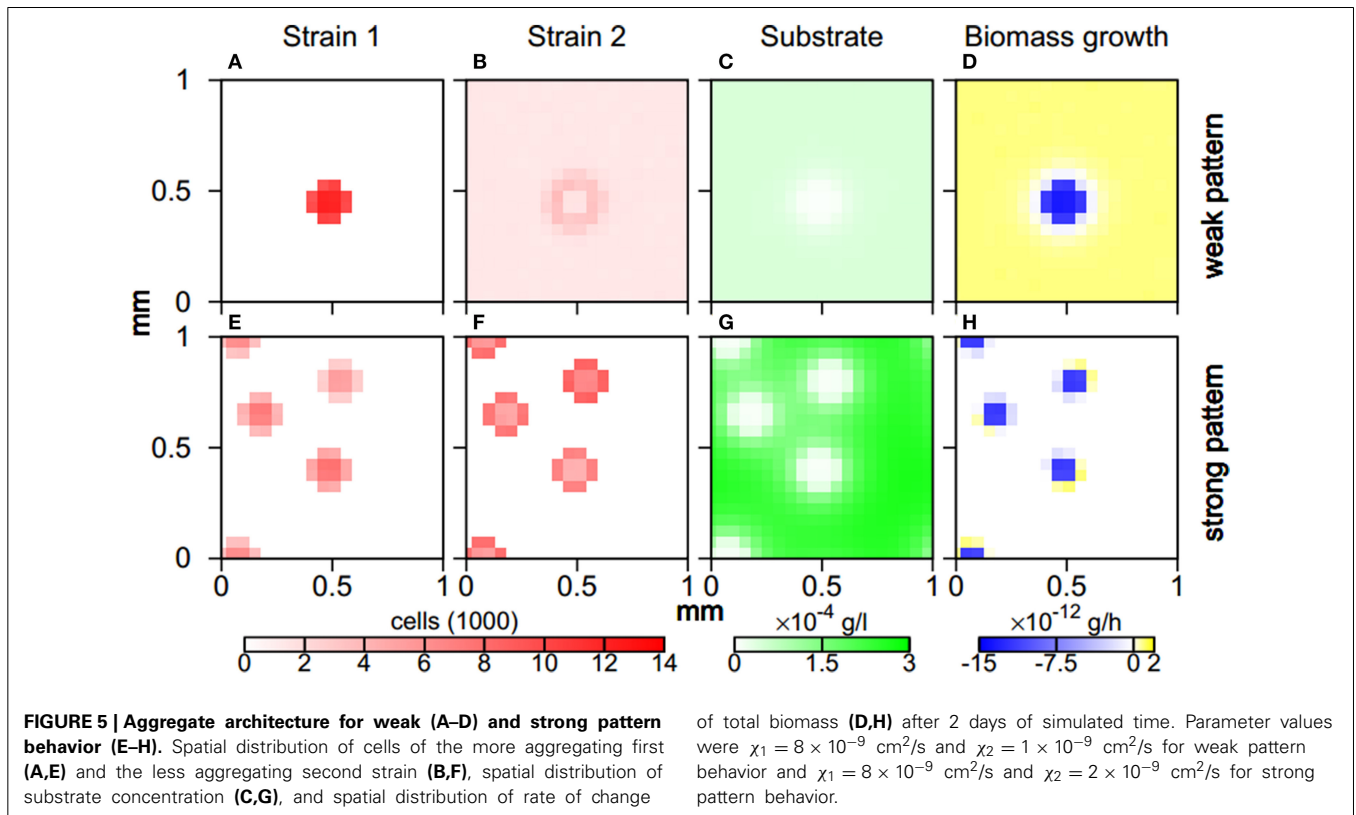 Strain 1 Strain 2 Substrate Biomass growth
A B C D
1
0.5
0
weak pattern
mm
E F G H
1
0.5
0
strong pattern
0 0.5 1 0 0.5 1 0 0.5 1 0 0.5 1
mm
cells (1000) ×10⁻⁴ g/l ×10⁻¹² g/h
0 2 4 6 8 10 12 14 0 1.5 3 -15 -7.5 0 2
FIGURE 5 | Aggregate architecture for weak (A–D) and strong pattern
behavior (E–H). Spatial distribution of cells of the more aggregating first
(A,E) and the less aggregating second strain (B,F), spatial distribution of
substrate concentration (C,G), and spatial distribution of rate of change
of total biomass (D,H) after 2 days of simulated time. Parameter values
were χ₁ = 8 × 10⁻⁹ cm²/s and χ₂ = 1 × 10⁻⁹ cm²/s for weak pattern
behavior and χ₁ = 8 × 10⁻⁹ cm²/s and χ₂ = 2 × 10⁻⁹ cm²/s for strong
pattern behavior.